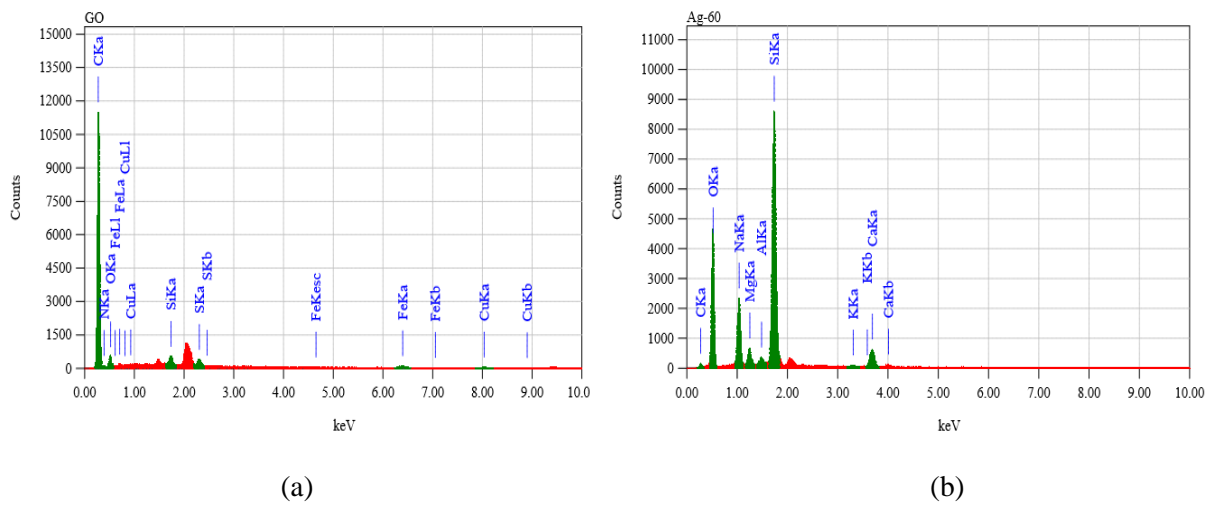 GO
15000
13500
12000
10500
9000
7500
6000
4500
3000
1500
0
Counts
CKa
NKa
OKa
FeLl
FeLa
CuLl
CuLa
SiKa
SKa
SKb
FeKesc
FeKa
FeKb
CuKa
CuKb
0.00 1.00 2.00 3.00 4.00 5.00 6.00 7.00 8.00 9.00 10.0
keV
(a)
Ag-60
11000
10000
9000
8000
7000
6000
5000
4000
3000
2000
1000
0
Counts
CKa
OKa
NaKa
MgKa
AlKa
SiKa
KKa
KKb
CaKa
CaKb
0.00 1.00 2.00 3.00 4.00 5.00 6.00 7.00 8.00 9.00 10.00
keV
(b)